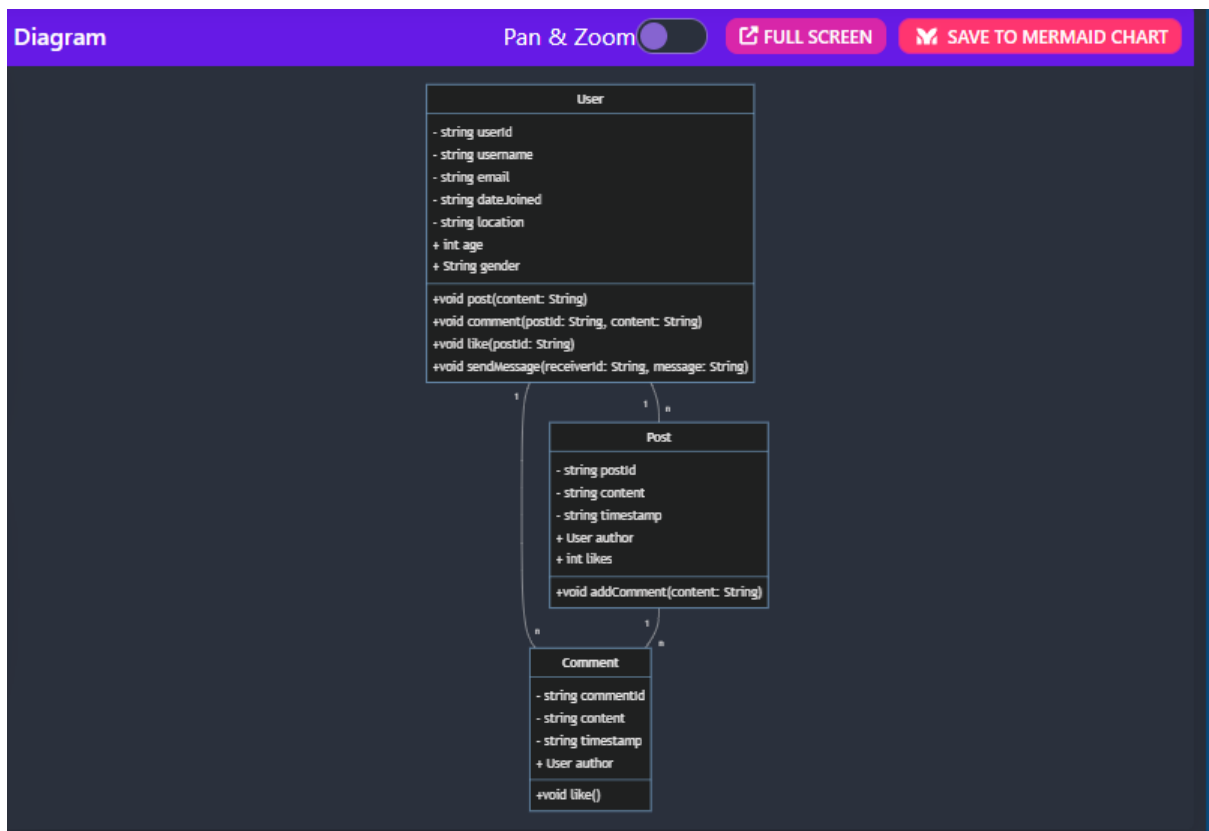 Diagram
Pan & Zoom
FULL SCREEN
SAVE TO MERMAID CHART
User
- string userId
- string username
- string email
- string dateJoined
- string location
+ int age
+ String gender
+void post(content: String)
+void comment(postId: String, content: String)
+void like(postId: String)
+void sendMessage(receiverId: String, message: String)
1
1
n
Post
- string postId
- string content
- string timestamp
+ User author
+ int likes
+void addComment(content: String)
1
n
n
Comment
- string commentId
- string content
- string timestamp
+ User author
+void like()